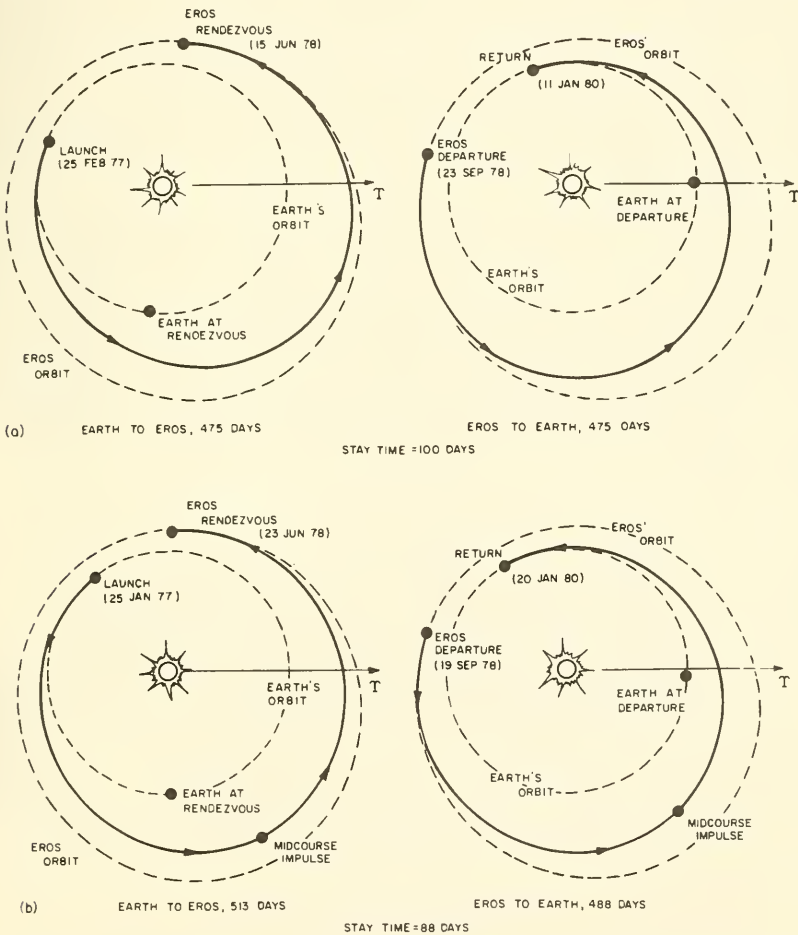 EROS
RENDEZVOUS
(15 JUN 78)
LAUNCH
(25 FEB 77)
EARTH'S
ORBIT
T
EARTH AT
RENDEZVOUS
EROS
ORBIT
EARTH TO EROS, 475 DAYS
EROS'
ORBIT
RETURN
(11 JAN 80)
EROS
DEPARTURE
(23 SEP 78)
EARTH AT
DEPARTURE
T
EARTH'S
ORBIT
EROS TO EARTH, 475 DAYS
(a)
STAY TIME = 100 DAYS
EROS
RENDEZVOUS
(23 JUN 78)
LAUNCH
(25 JAN 77)
EARTH'S
ORBIT
T
EARTH AT
RENDEZVOUS
MIDCOURSE
IMPULSE
EROS
ORBIT
EARTH TO EROS, 513 DAYS
EROS'
ORBIT
RETURN
(20 JAN 80)
EROS
DEPARTURE
(19 SEP 78)
EARTH AT
DEPARTURE
T
EARTH'S
ORBIT
MIDCOURSE
IMPULSE
EROS TO EARTH, 488 DAYS
(b)
STAY TIME = 88 DAYS